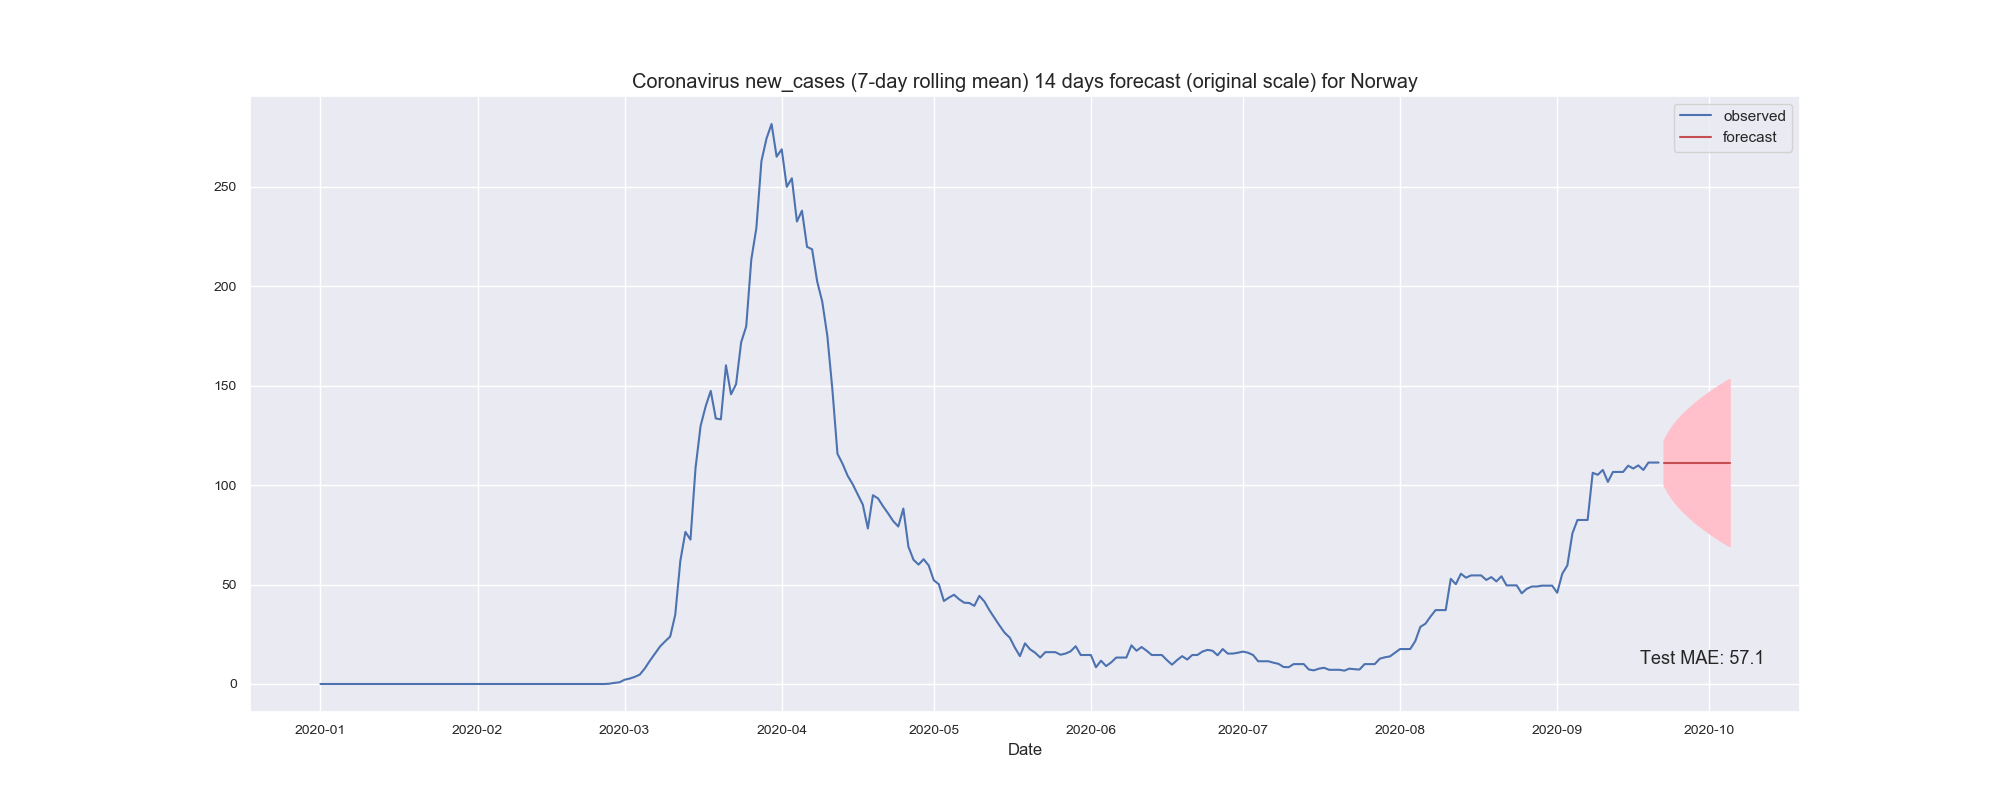 Coronavirus new_cases (7-day rolling mean) 14 days forecast (original scale) for Norway
observed
forecast
250
200
150
100
50
0
Test MAE: 57.1
2020-01 2020-02 2020-03 2020-04 2020-05 2020-06 2020-07 2020-08 2020-09 2020-10
Date